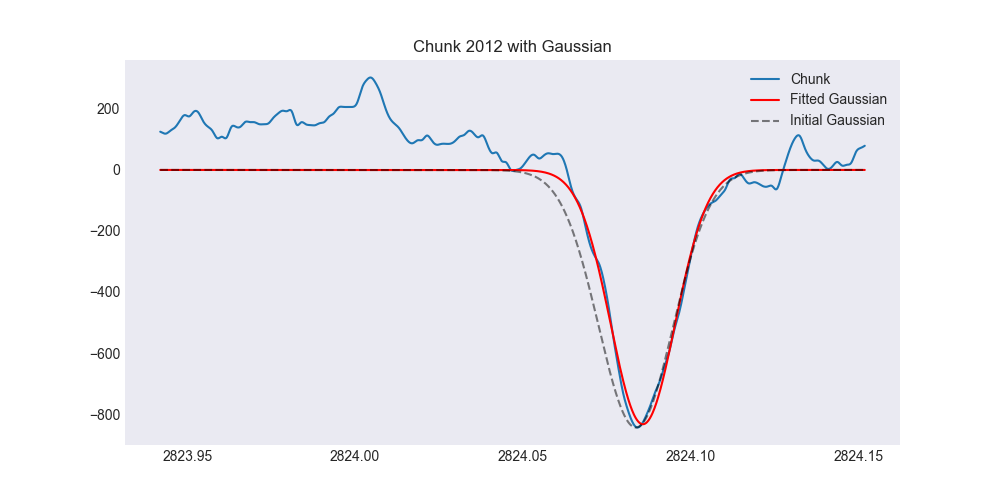 Chunk 2012 with Gaussian
Chunk
Fitted Gaussian
Initial Gaussian
200
0
−200
−400
−600
−800
2823.95 2824.00 2824.05 2824.10 2824.15